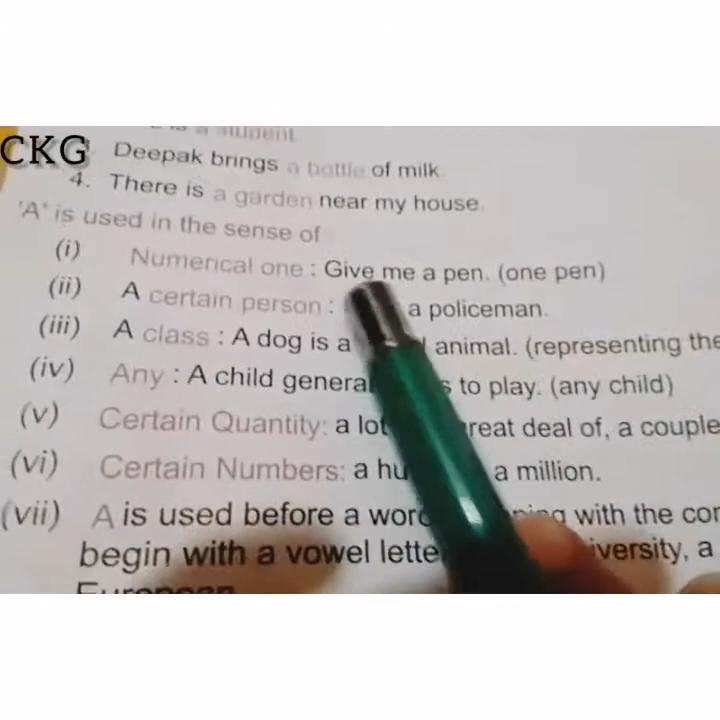 a student
CKG
Deepak brings a bottle of milk
4. There is a garden near my house
'A' is used in the sense of
(i) Numerical one : Give me a pen. (one pen)
(ii) A certain person : a policeman.
(iii) A class : A dog is a animal. (representing the
(iv) Any : A child general to play. (any child)
(v) Certain Quantity: a lot reat deal of, a couple
(vi) Certain Numbers: a hu a million.
(vii) A is used before a word with the con
begin with a vowel lette iversity, a
European